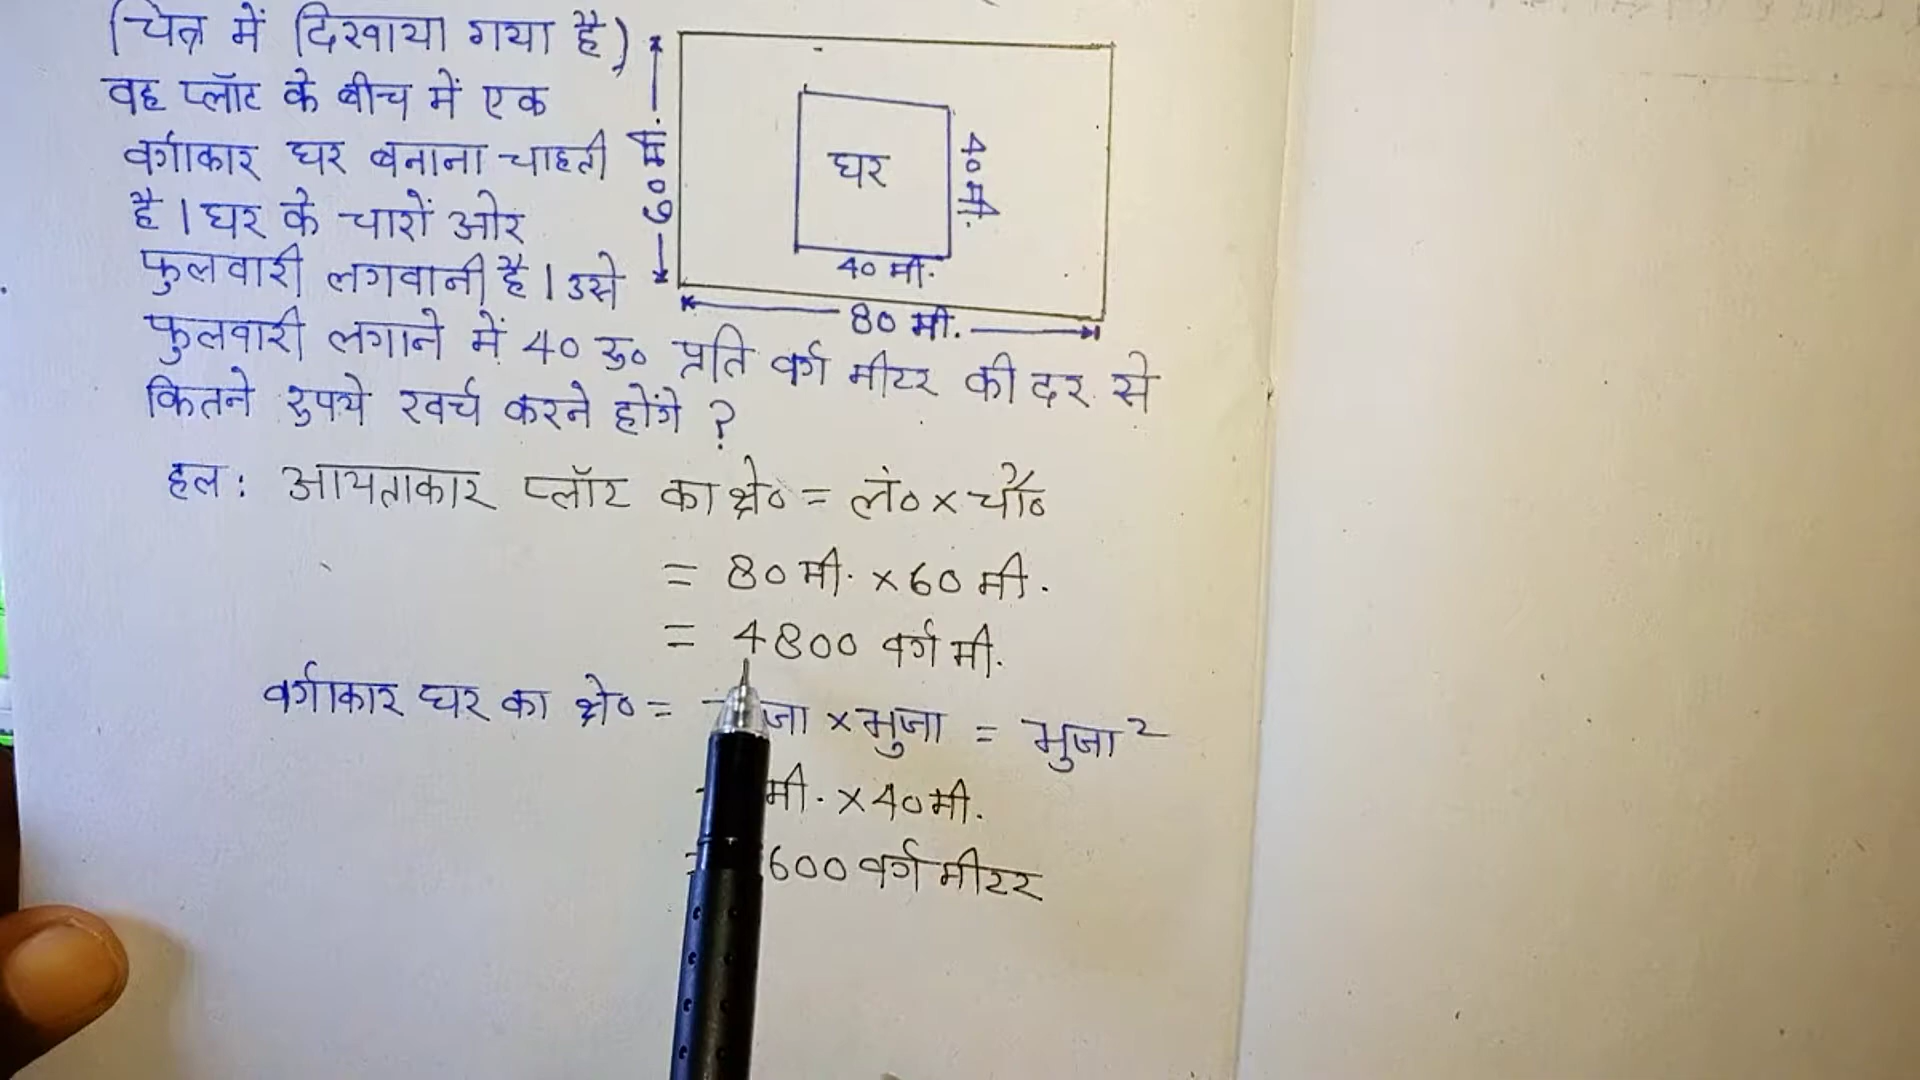 (चित्र में दिखाया गया है)
वह प्लॉट के बीच में एक
वर्गाकार घर बनाना चाहती
है। घर के चारों ओर
फुलवारी लगवानी है। उसे
फुलवारी लगाने में 40 रु० प्रति वर्ग मीटर की दर से
कितने रुपये खर्च करने होंगे ?
60 मी.
घर
40 मी.
40 मी.
80 मी.
हल: आयताकार प्लॉट का क्षे० = लं० × चौ०
= 80 मी. × 60 मी.
= 4800 वर्ग मी.
वर्गाकार घर का क्षे० = जा × भुजा = भुजा²
मी. × 40 मी.
= 600 वर्ग मीटर